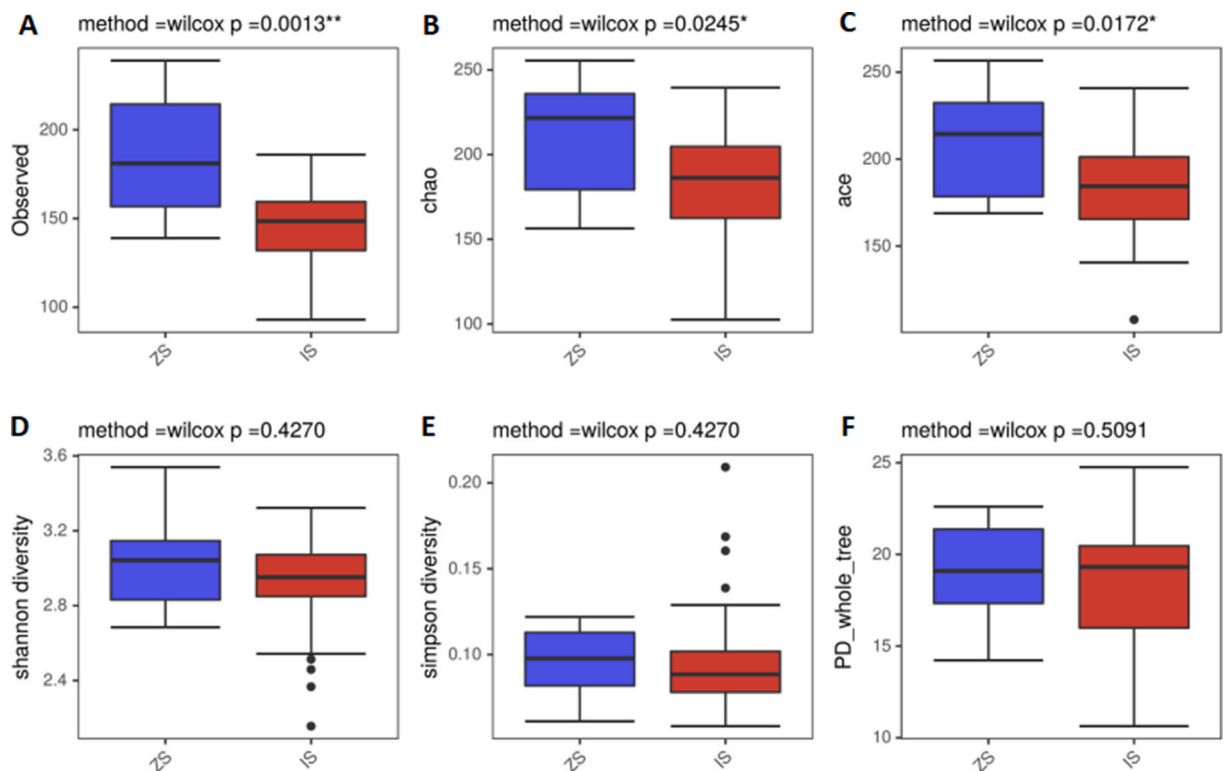 A method =wilcox p =0.0013**
Observed
200
150
100
ZS IS
B method =wilcox p =0.0245*
chao
250
200
150
100
ZS IS
C method =wilcox p =0.0172*
ace
250
200
150
ZS IS
D method =wilcox p =0.4270
shannon diversity
3.6
3.2
2.8
2.4
ZS IS
E method =wilcox p =0.4270
simpson diversity
0.20
0.15
0.10
ZS IS
F method =wilcox p =0.5091
PD_whole_tree
25
20
15
10
ZS IS